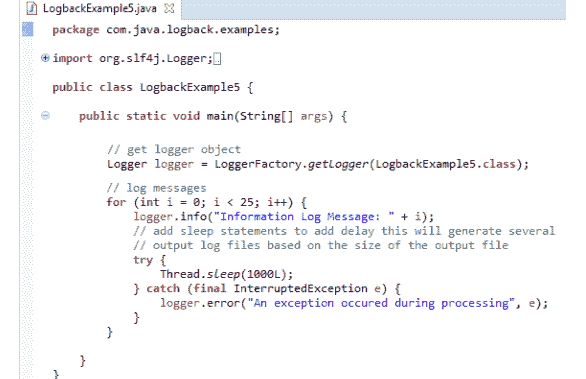 LogbackExample5.java
package com.java.logback.examples;
import org.slf4j.Logger;
public class LogbackExample5 {
public static void main(String[] args) {
// get logger object
Logger logger = LoggerFactory.getLogger(LogbackExample5.class);
// log messages
for (int i = 0; i < 25; i++) {
logger.info("Information Log Message: " + i);
// add sleep statements to add delay this will generate several
// output log files based on the size of the output file
try {
Thread.sleep(1000L);
} catch (final InterruptedException e) {
logger.error("An exception occured during processing", e);
}
}
}
}